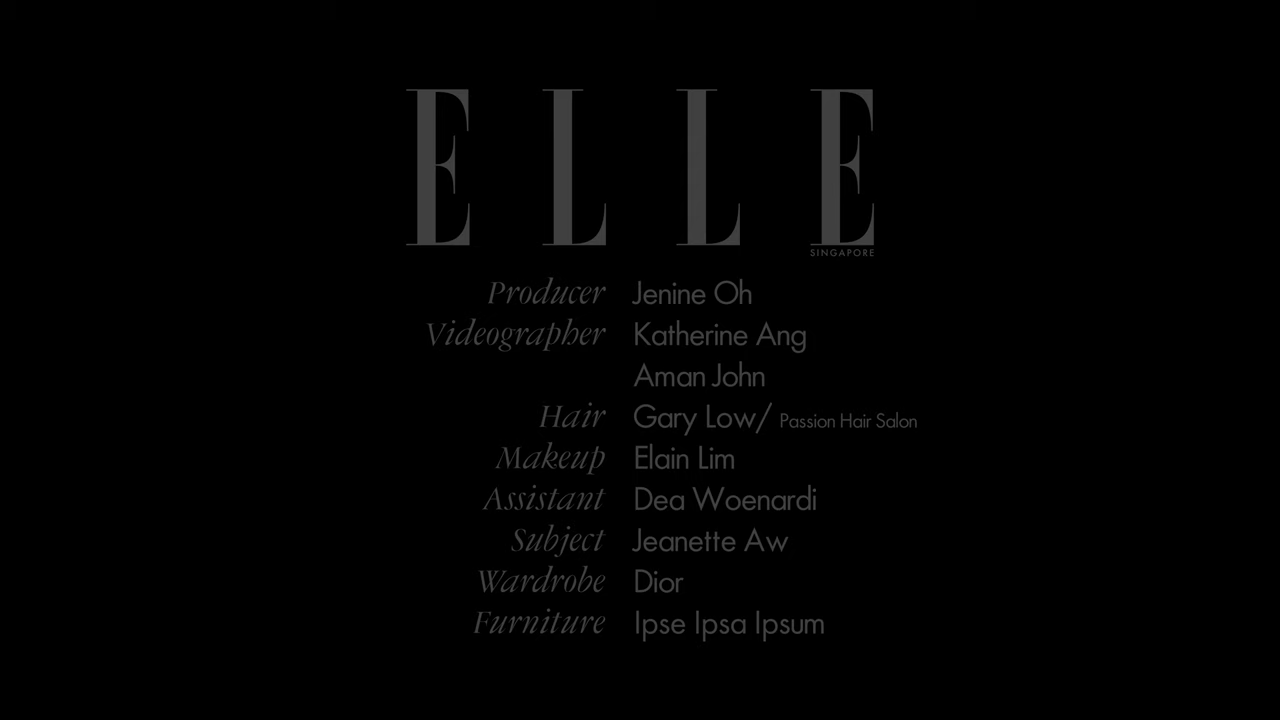 ELLE
SINGAPORE
Producer Jenine Oh
Videographer Katherine Ang
Aman John
Hair Gary Low/ Passion Hair Salon
Makeup Elain Lim
Assistant Dea Woenardi
Subject Jeanette Aw
Wardrobe Dior
Furniture Ipse Ipsa Ipsum